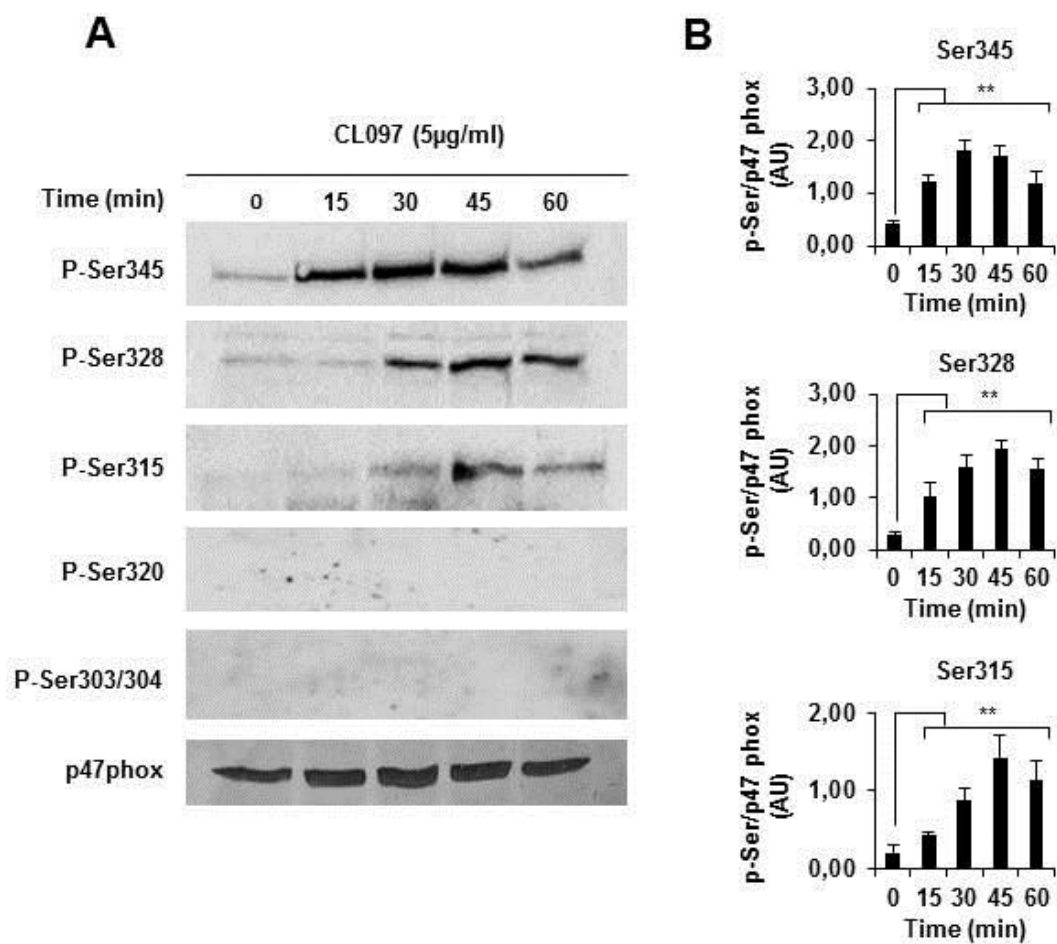 A
CL097 (5µg/ml)
Time (min) 0 15 30 45 60
P-Ser345
P-Ser328
P-Ser315
P-Ser320
P-Ser303/304
p47phox
B
Ser345
p-Ser/p47 phox
(AU)
3,00
2,00
1,00
0,00
**
0 15 30 45 60
Time (min)
Ser328
p-Ser/p47 phox
(AU)
3,00
2,00
1,00
0,00
**
0 15 30 45 60
Time (min)
Ser315
p-Ser/p47 phox
(AU)
2,00
1,00
0,00
**
0 15 30 45 60
Time (min)